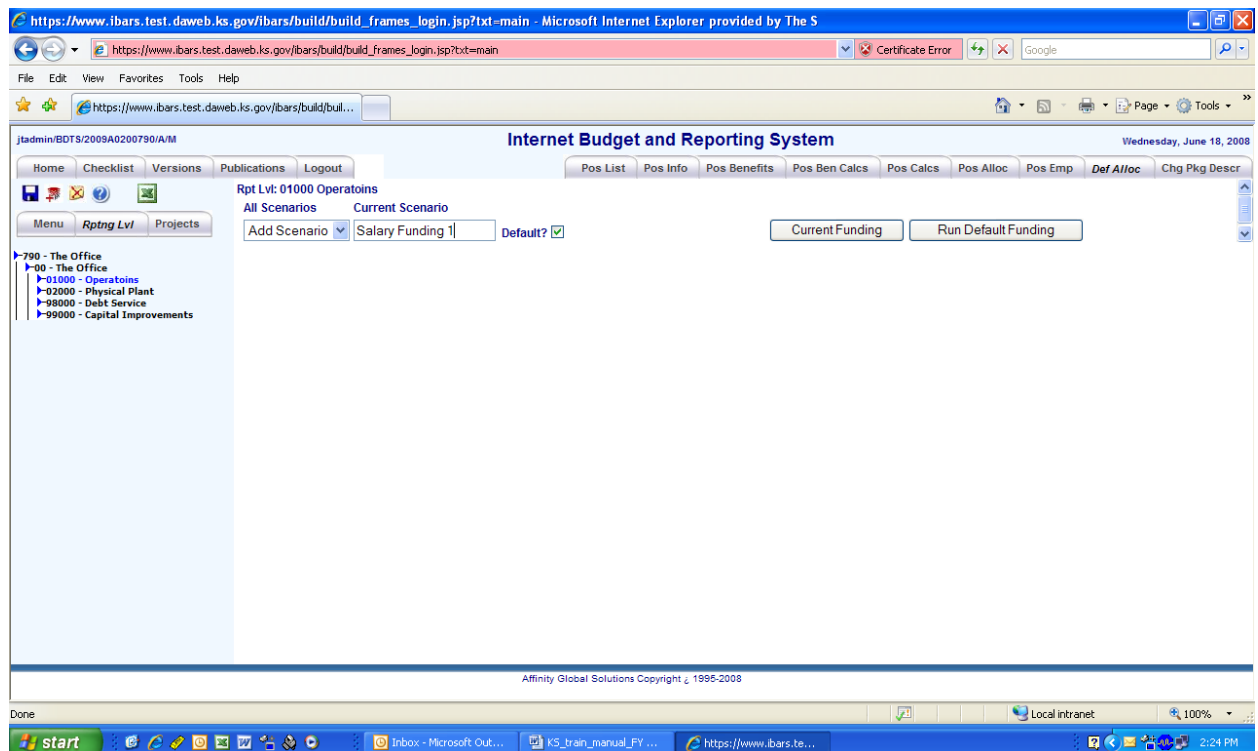 https://www.ibars.test.daweb.ks.gov/ibars/build/build_frames_login.jsp?txt=main - Microsoft Internet Explorer provided by The S
https://www.ibars.test.daweb.ks.gov/ibars/build/build_frames_login.jsp?txt=main Certificate Error Google
File Edit View Favorites Tools Help
https://www.ibars.test.daweb.ks.gov/ibars/build/buil... Page Tools »
jtadmin/BDTS/2009A0200790/A/M Internet Budget and Reporting System Wednesday, June 18, 2008
Home Checklist Versions Publications Logout Pos List Pos Info Pos Benefits Pos Ben Calcs Pos Calcs Pos Alloc Pos Emp Def Alloc Chg Pkg Descr
Rpt Lvl: 01000 Operatoins
All Scenarios Current Scenario
Menu Rptng Lvl Projects
Add Scenario Salary Funding 1 Default? Current Funding Run Default Funding
790 - The Office
00 - The Office
01000 - Operatoins
02000 - Physical Plant
98000 - Debt Service
99000 - Capital Improvements
Affinity Global Solutions Copyright ¿ 1995-2008
Done Local intranet 100%
start Inbox - Microsoft Out... KS_train_manual_FY ... https://www.ibars.te... 2:24 PM